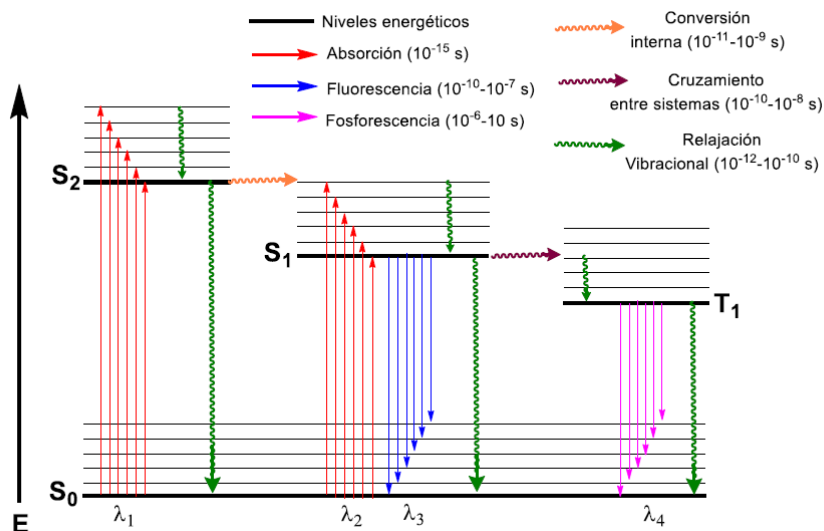 Niveles energéticos
Absorción (10⁻¹⁵ s)
Fluorescencia (10⁻¹⁰-10⁻⁷ s)
Fosforescencia (10⁻⁶-10 s)
Conversión
interna (10⁻¹¹-10⁻⁹ s)
Cruzamiento
entre sistemas (10⁻¹⁰-10⁻⁸ s)
Relajación
Vibracional (10⁻¹²-10⁻¹⁰ s)
S₂
S₁
T₁
S₀
λ₁
λ₂
λ₃
λ₄
E